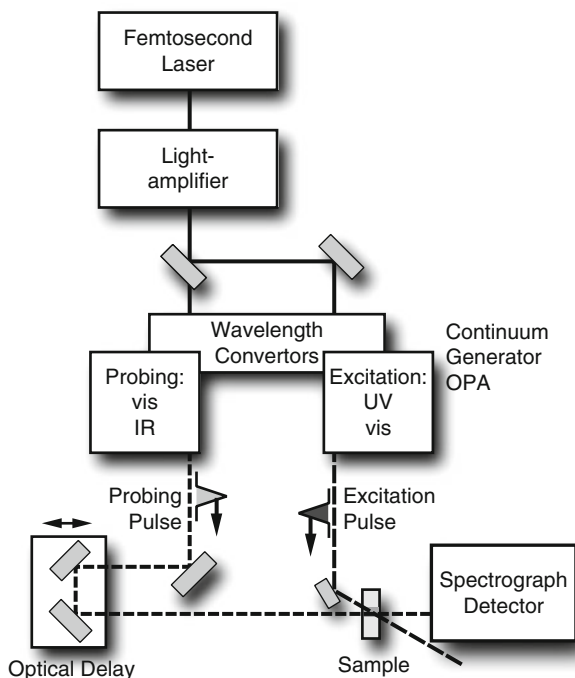 Femtosecond
Laser
Light-
amplifier
Wavelength
Convertors
Continuum
Generator
OPA
Probing:
vis
IR
Excitation:
UV
vis
Probing
Pulse
Excitation
Pulse
Spectrograph
Detector
Optical Delay
Sample